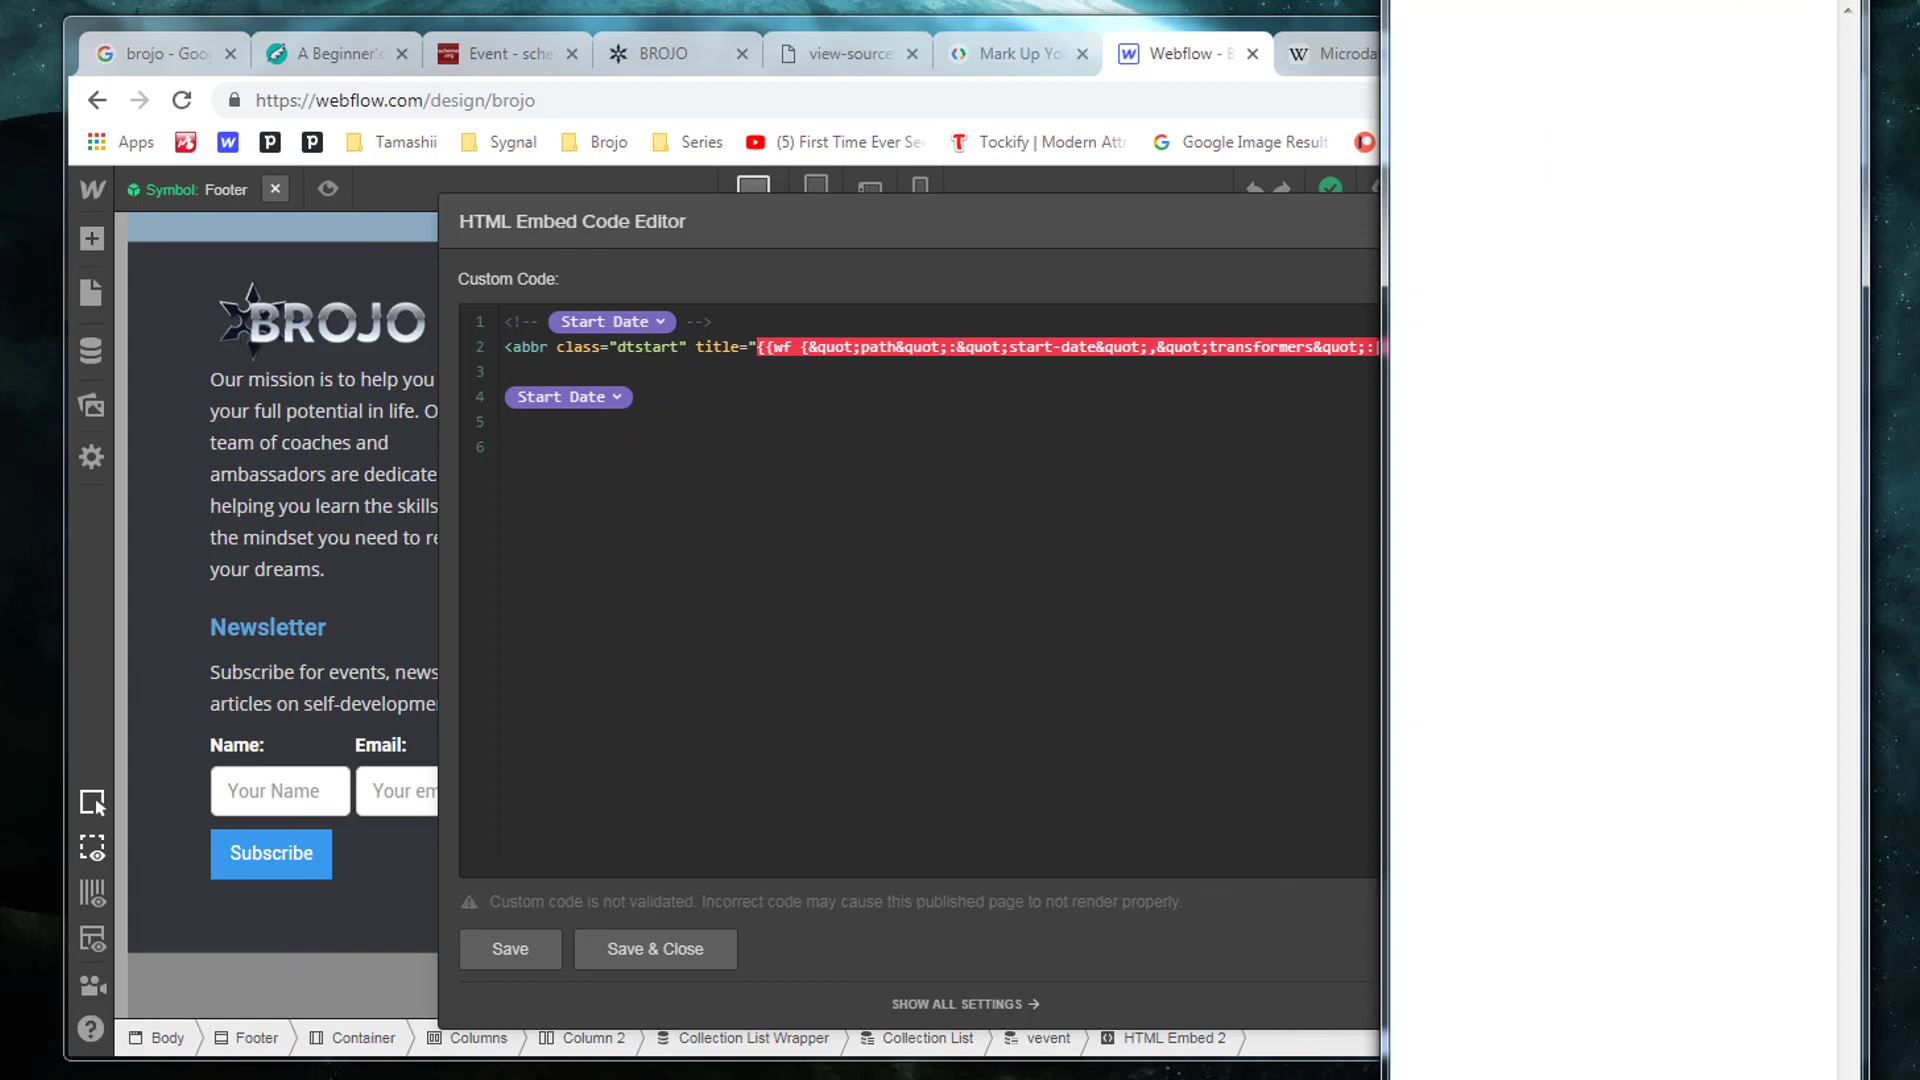 brojo - Goo
A Beginner's
Event - sche
BROJO
view-source
Mark Up Yo
Webflow - B
Microda
https://webflow.com/design/brojo
Apps
Tamashii
Sygnal
Brojo
Series
(5) First Time Ever Se
Tockify | Modern Attr
Google Image Result
Symbol: Footer
HTML Embed Code Editor
Custom Code:
1 <!-- Start Date -->
2 <abbr class="dtstart" title="{{wf {&quot;path&quot;:&quot;start-date&quot;,&quot;transformers&quot;:[
3
4 Start Date
5
6
BROJO
Our mission is to help you
your full potential in life. O
team of coaches and
ambassadors are dedicate
helping you learn the skills
the mindset you need to re
your dreams.
Newsletter
Subscribe for events, news
articles on self-developme
Name: Email:
Your Name Your em
Subscribe
Custom code is not validated. Incorrect code may cause this published page to not render properly.
Save Save & Close
SHOW ALL SETTINGS →
Body Footer Container Columns Column 2 Collection List Wrapper Collection List vevent HTML Embed 2